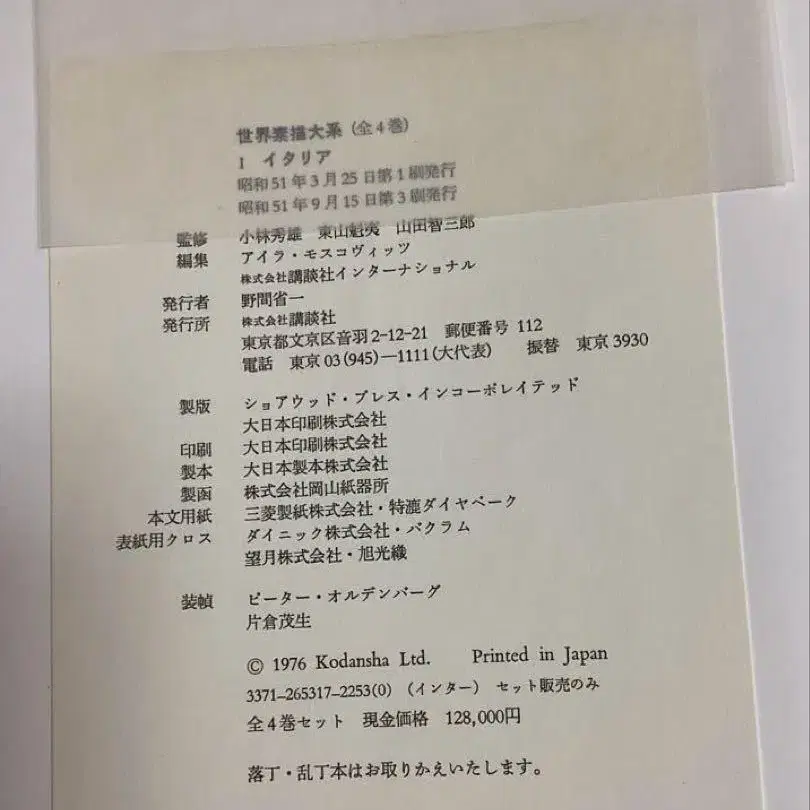 世界素描大系（全4巻）
1 イタリア
昭和51年3月25日第1刷発行
昭和51年9月15日第3刷発行
監修 小林秀雄 東山魁夷 山田智三郎
編集 アイラ・モスコヴィッツ
株式会社講談社インターナショナル
発行者 野間省一
発行所 株式会社講談社
東京都文京区音羽2-12-21 郵便番号 112
電話 東京03(945)—1111(大代表) 振替 東京3930
製版 ショアウッド・プレス・インコーポレイテッド
大日本印刷株式会社
印刷 大日本印刷株式会社
製本 大日本製本株式会社
製函 株式会社岡山紙器所
本文用紙 三菱製紙株式会社・特漉ダイヤペーク
表紙用クロス ダイニック株式会社・バクラム
望月株式会社・旭光織
装幀 ピーター・オルデンバーグ
片倉茂生
© 1976 Kodansha Ltd. Printed in Japan
3371-265317-2253(0) （インター） セット販売のみ
全4巻セット 現金価格 128,000円
落丁・乱丁本はお取りかえいたします。